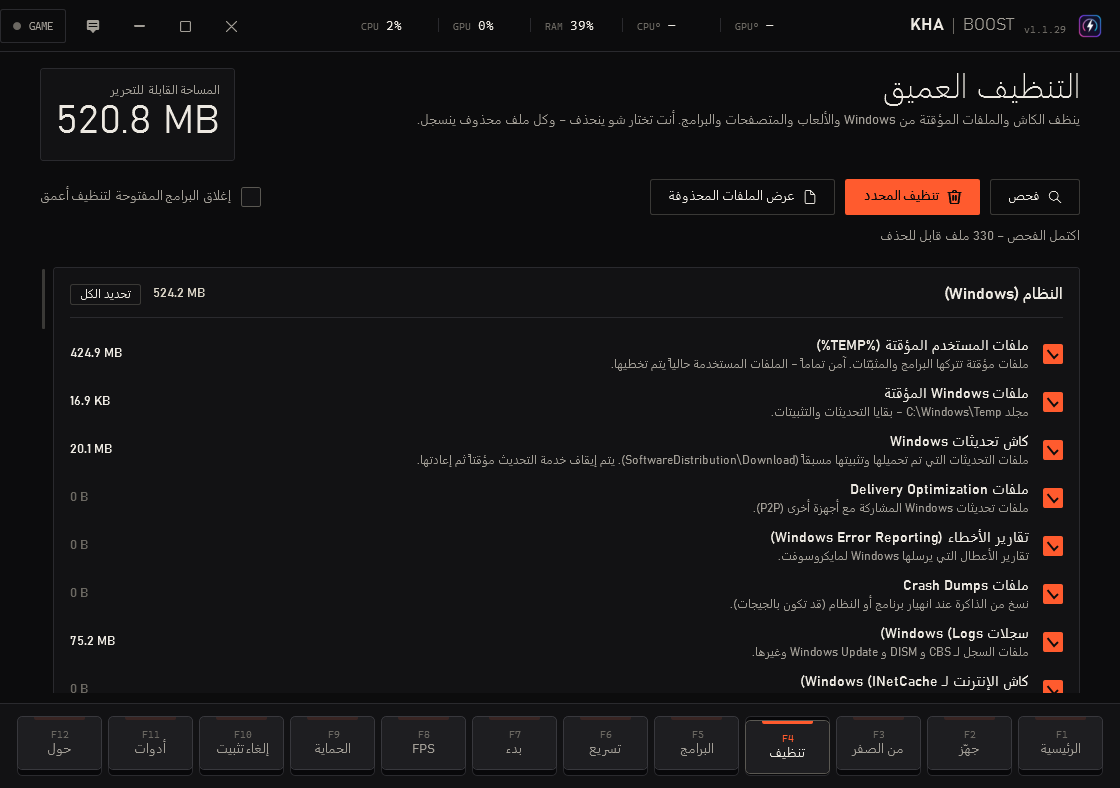 GAME
CPU 2%
GPU 0%
RAM 39%
CPU° —
GPU° —
KHA | BOOST v1.1.29
التنظيف العميق
ينظف الكاش والملفات المؤقتة من Windows والألعاب والمتصفحات والبرامج. أنت تختار شو ينحذف – وكل ملف محذوف ينسجل.
المساحة القابلة للتحرير
520.8 MB
فحص
تنظيف المحدد
عرض الملفات المحذوفة
إغلاق البرامج المفتوحة لتنظيف أعمق
اكتمل الفحص – 330 ملف قابل للحذف
النظام (Windows)
524.2 MB
تحديد الكل
ملفات المستخدم المؤقتة (%TEMP%)
424.9 MB
ملفات مؤقتة تتركها البرامج والمثبّتات. آمن تماماً – الملفات المستخدمة حالياً يتم تخطيها.
ملفات Windows المؤقتة
16.9 KB
مجلد C:\Windows\Temp – بقايا التحديثات والتثبيتات.
كاش تحديثات Windows
20.1 MB
ملفات التحديثات التي تم تحميلها وتثبيتها مسبقاً (SoftwareDistribution\Download). يتم إيقاف خدمة التحديث مؤقتاً ثم إعادتها.
ملفات Delivery Optimization
0 B
ملفات تحديثات Windows المشاركة مع أجهزة أخرى (P2P).
تقارير الأخطاء (Windows Error Reporting)
0 B
تقارير الأعطال التي يرسلها Windows لمايكروسوفت.
ملفات Crash Dumps
0 B
نسخ من الذاكرة عند انهيار برنامج أو النظام (قد تكون بالجيجات).
سجلات Windows (Logs)
75.2 MB
ملفات السجل لـ CBS و DISM و Windows Update وغيرها.
كاش الإنترنت لـ Windows (INetCache)
0 B
F1 الرئيسية
F2 جهّز
F3 من الصفر
F4 تنظيف
F5 البرامج
F6 تسريع
F7 بدء
F8 FPS
F9 الحماية
F10 إلغاء تثبيت
F11 أدوات
F12 حول